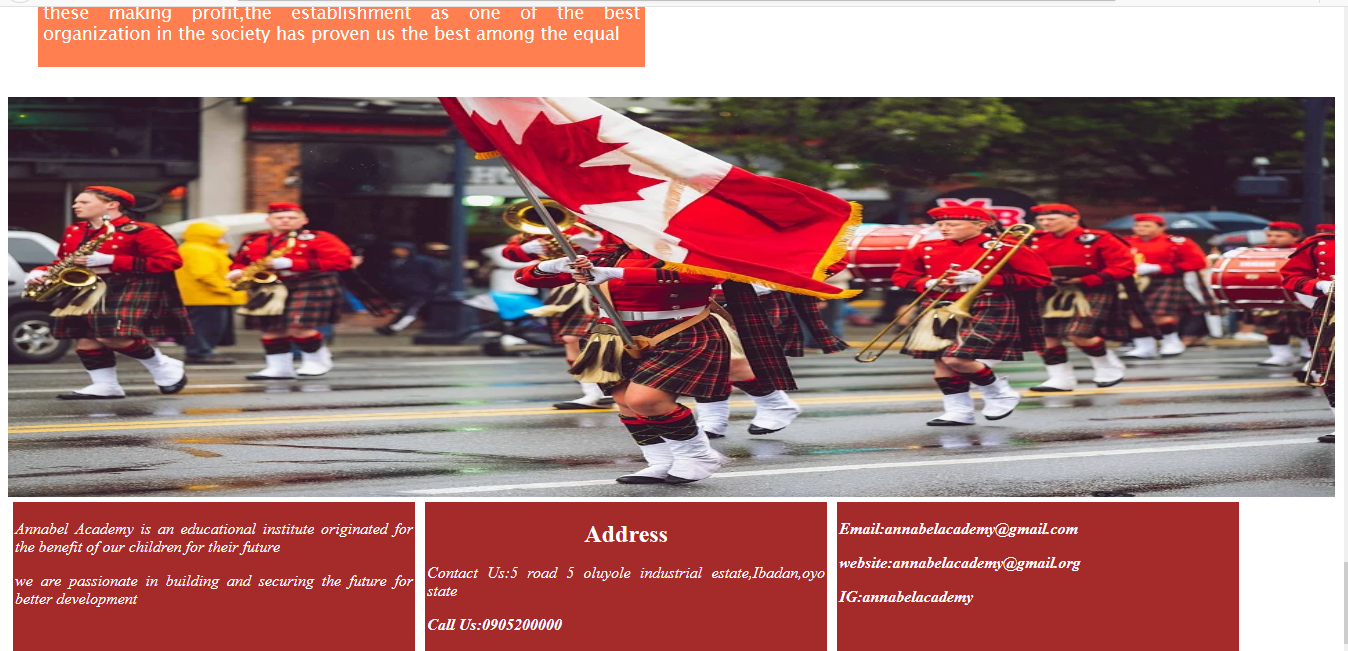 these making profit,the establishment as one of the best
organization in the society has proven us the best among the equal
Annabel Academy is an educational institute originated for
the benefit of our children for their future
we are passionate in building and securing the future for
better development
Address
Contact Us:5 road 5 oluyole industrial estate,Ibadan,oyo
state
Call Us:0905200000
Email:annabelacademy@gmail.com
website:annabelacademy@gmail.org
IG:annabelacademy